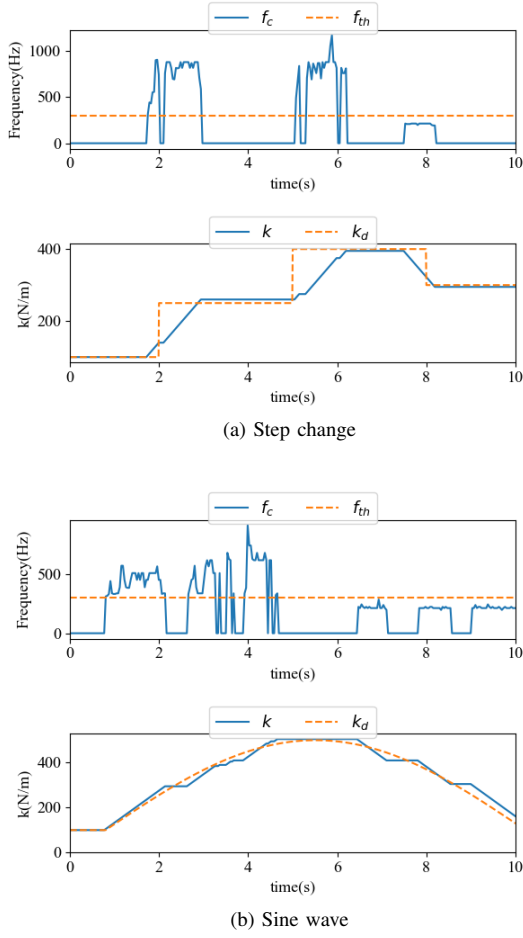 f_c f_th
1000
500
0
Frequency(Hz)
0 2 4 6 8 10
time(s)
k k_d
400
200
k(N/m)
0 2 4 6 8 10
time(s)
(a) Step change
f_c f_th
500
0
Frequency(Hz)
0 2 4 6 8 10
time(s)
k k_d
400
200
0
k(N/m)
0 2 4 6 8 10
time(s)
(b) Sine wave